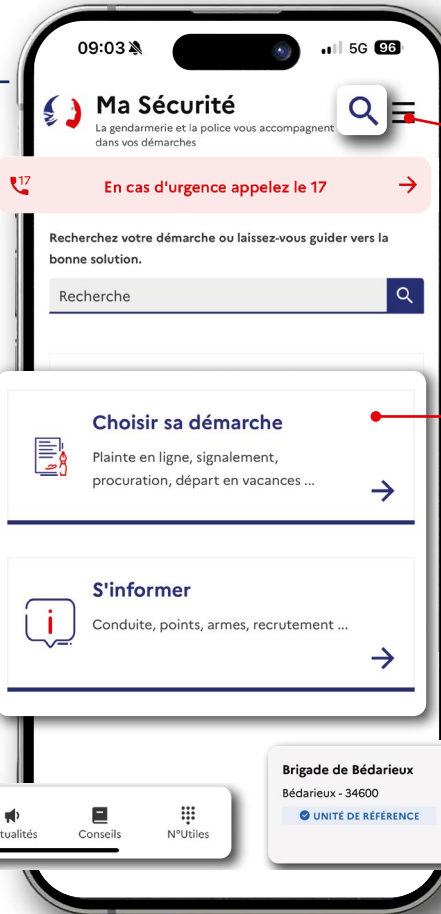 09:03
5G 96
Ma Sécurité
La gendarmerie et la police vous accompagnent
dans vos démarches
17
En cas d'urgence appelez le 17
Recherchez votre démarche ou laissez-vous guider vers la
bonne solution.
Recherche
Choisir sa démarche
Plainte en ligne, signalement,
procuration, départ en vacances ...
S'informer
i
Conduite, points, armes, recrutement ...
Brigade de Bédarieux
Bédarieux - 34600
UNITÉ DE RÉFÉRENCE
tualités Conseils N°Utiles